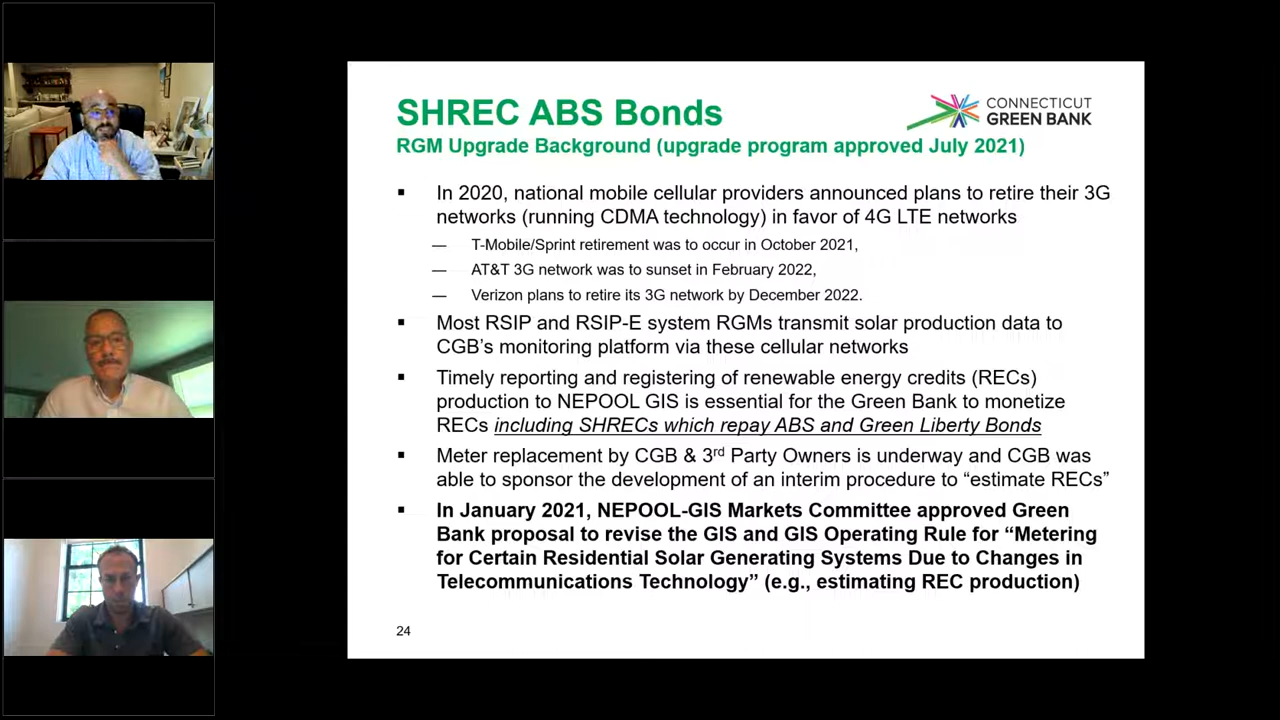 SHREC ABS Bonds
CONNECTICUT
GREEN BANK
RGM Upgrade Background (upgrade program approved July 2021)
▪ In 2020, national mobile cellular providers announced plans to retire their 3G
networks (running CDMA technology) in favor of 4G LTE networks
— T-Mobile/Sprint retirement was to occur in October 2021,
— AT&T 3G network was to sunset in February 2022,
— Verizon plans to retire its 3G network by December 2022.
▪ Most RSIP and RSIP-E system RGMs transmit solar production data to
CGB's monitoring platform via these cellular networks
▪ Timely reporting and registering of renewable energy credits (RECs)
production to NEPOOL GIS is essential for the Green Bank to monetize
RECs including SHRECs which repay ABS and Green Liberty Bonds
▪ Meter replacement by CGB & 3rd Party Owners is underway and CGB was
able to sponsor the development of an interim procedure to “estimate RECs”
▪ In January 2021, NEPOOL-GIS Markets Committee approved Green
Bank proposal to revise the GIS and GIS Operating Rule for “Metering
for Certain Residential Solar Generating Systems Due to Changes in
Telecommunications Technology” (e.g., estimating REC production)
24